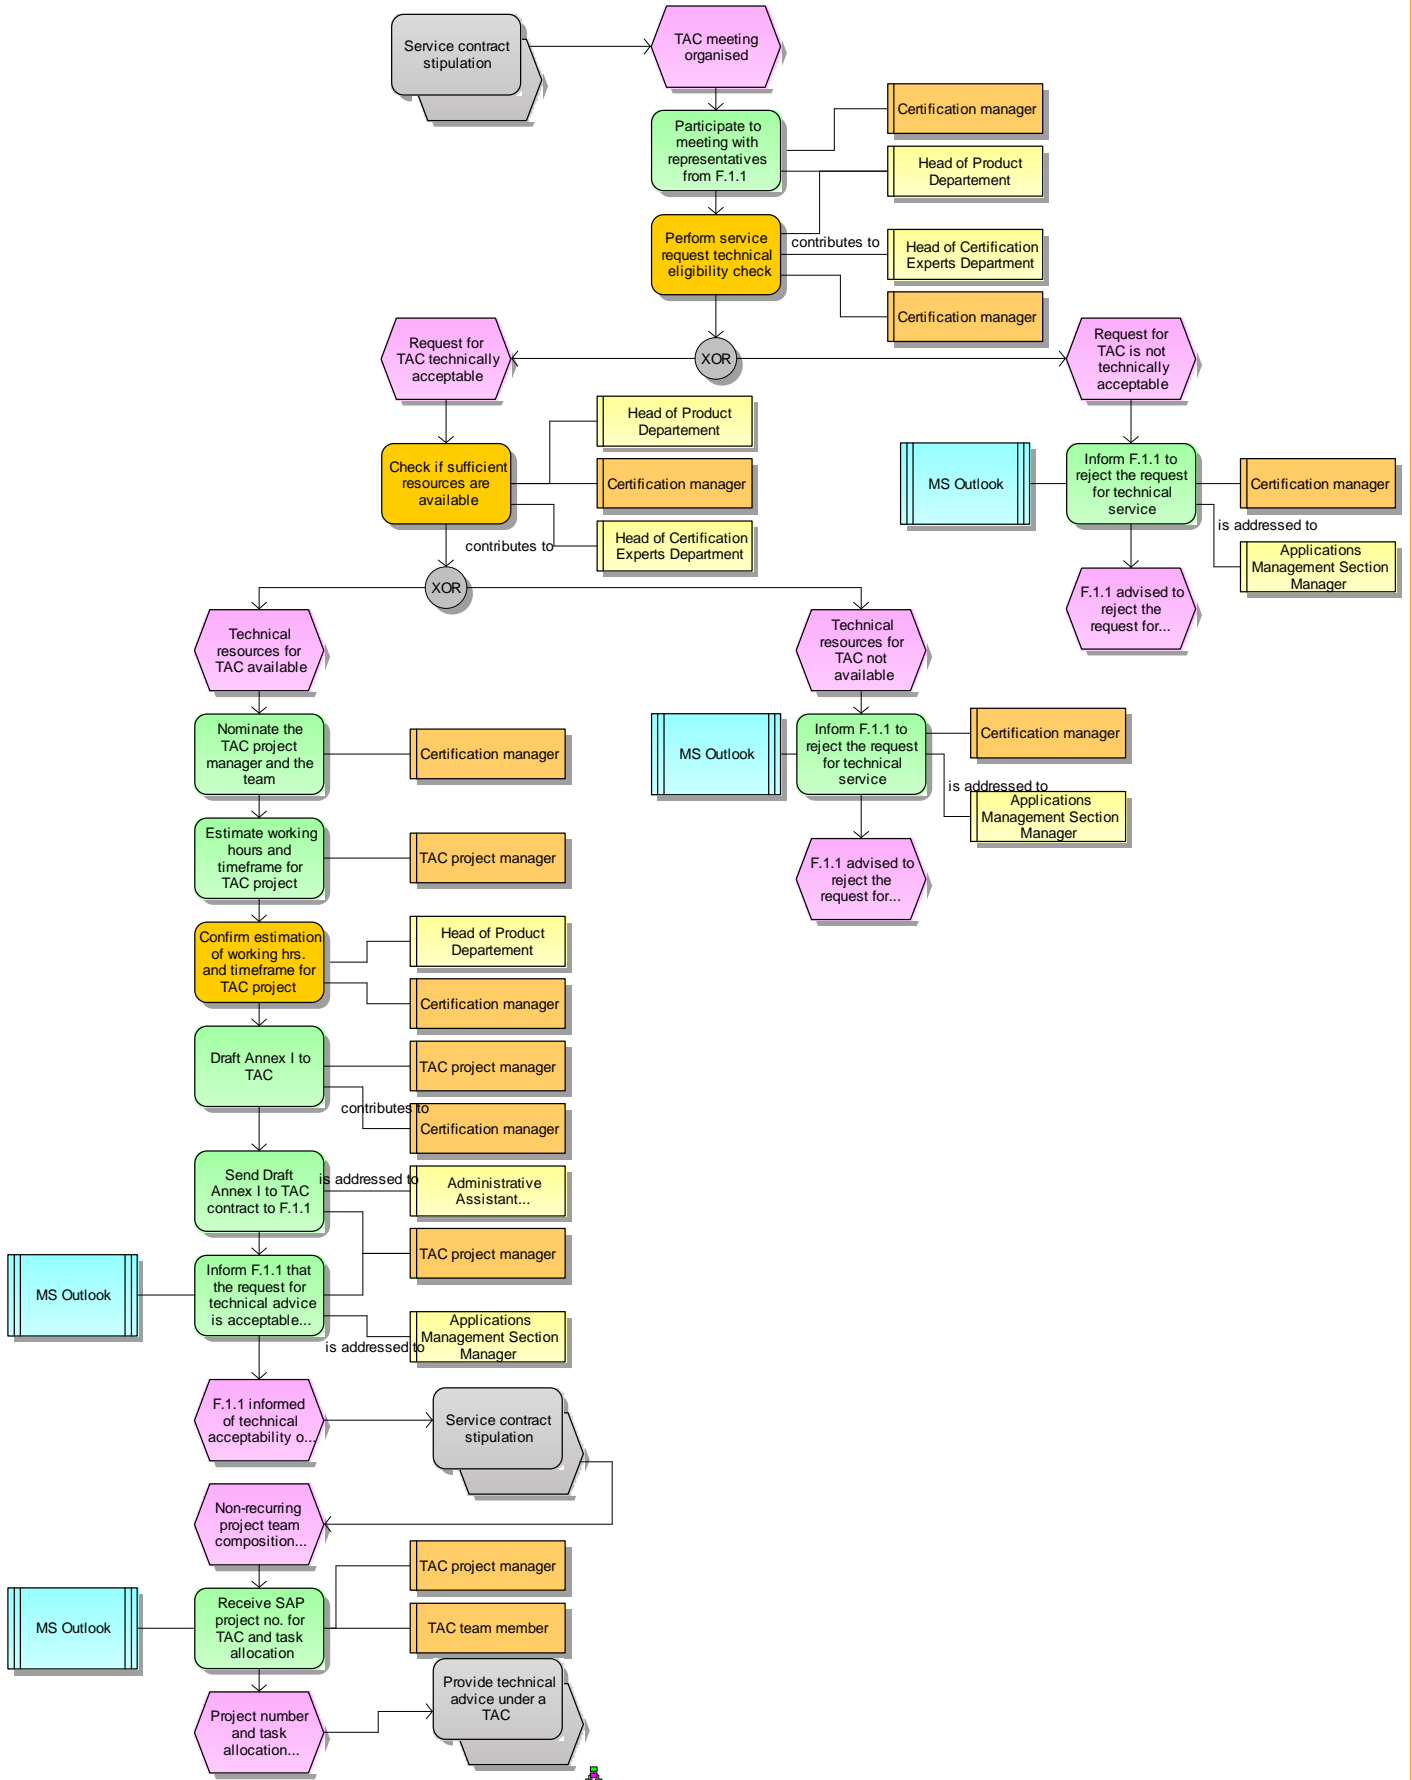 Service contract
stipulation
TAC meeting
organised
Participate to
meeting with
representatives
from F.1.1
Certification manager
Head of Product
Departement
Perform service
request technical
eligibility check
contributes to
Head of Certification
Experts Department
Certification manager
XOR
Request for
TAC technically
acceptable
Request for
TAC is not
technically
acceptable
Check if sufficient
resources are
available
Head of Product
Departement
Certification manager
contributes to
Head of Certification
Experts Department
MS Outlook
Inform F.1.1 to
reject the request
for technical
service
Certification manager
is addressed to
Applications
Management Section
Manager
F.1.1 advised to
reject the
request for...
XOR
Technical
resources for
TAC available
Technical
resources for
TAC not
available
Nominate the
TAC project
manager and the
team
Certification manager
MS Outlook
Inform F.1.1 to
reject the request
for technical
service
Certification manager
is addressed to
Applications
Management Section
Manager
Estimate working
hours and
timeframe for
TAC project
TAC project manager
F.1.1 advised to
reject the
request for...
Confirm estimation
of working hrs.
and timeframe for
TAC project
Head of Product
Departement
Certification manager
Draft Annex I to
TAC
TAC project manager
contributes to
Certification manager
Send Draft
Annex I to TAC
contract to F.1.1
is addressed to
Administrative
Assistant...
TAC project manager
MS Outlook
Inform F.1.1 that
the request for
technical advice
is acceptable...
is addressed to
Applications
Management Section
Manager
F.1.1 informed
of technical
acceptability o...
Service contract
stipulation
Non-recurring
project team
composition...
MS Outlook
Receive SAP
project no. for
TAC and task
allocation
TAC project manager
TAC team member
Project number
and task
allocation...
Provide technical
advice under a
TAC